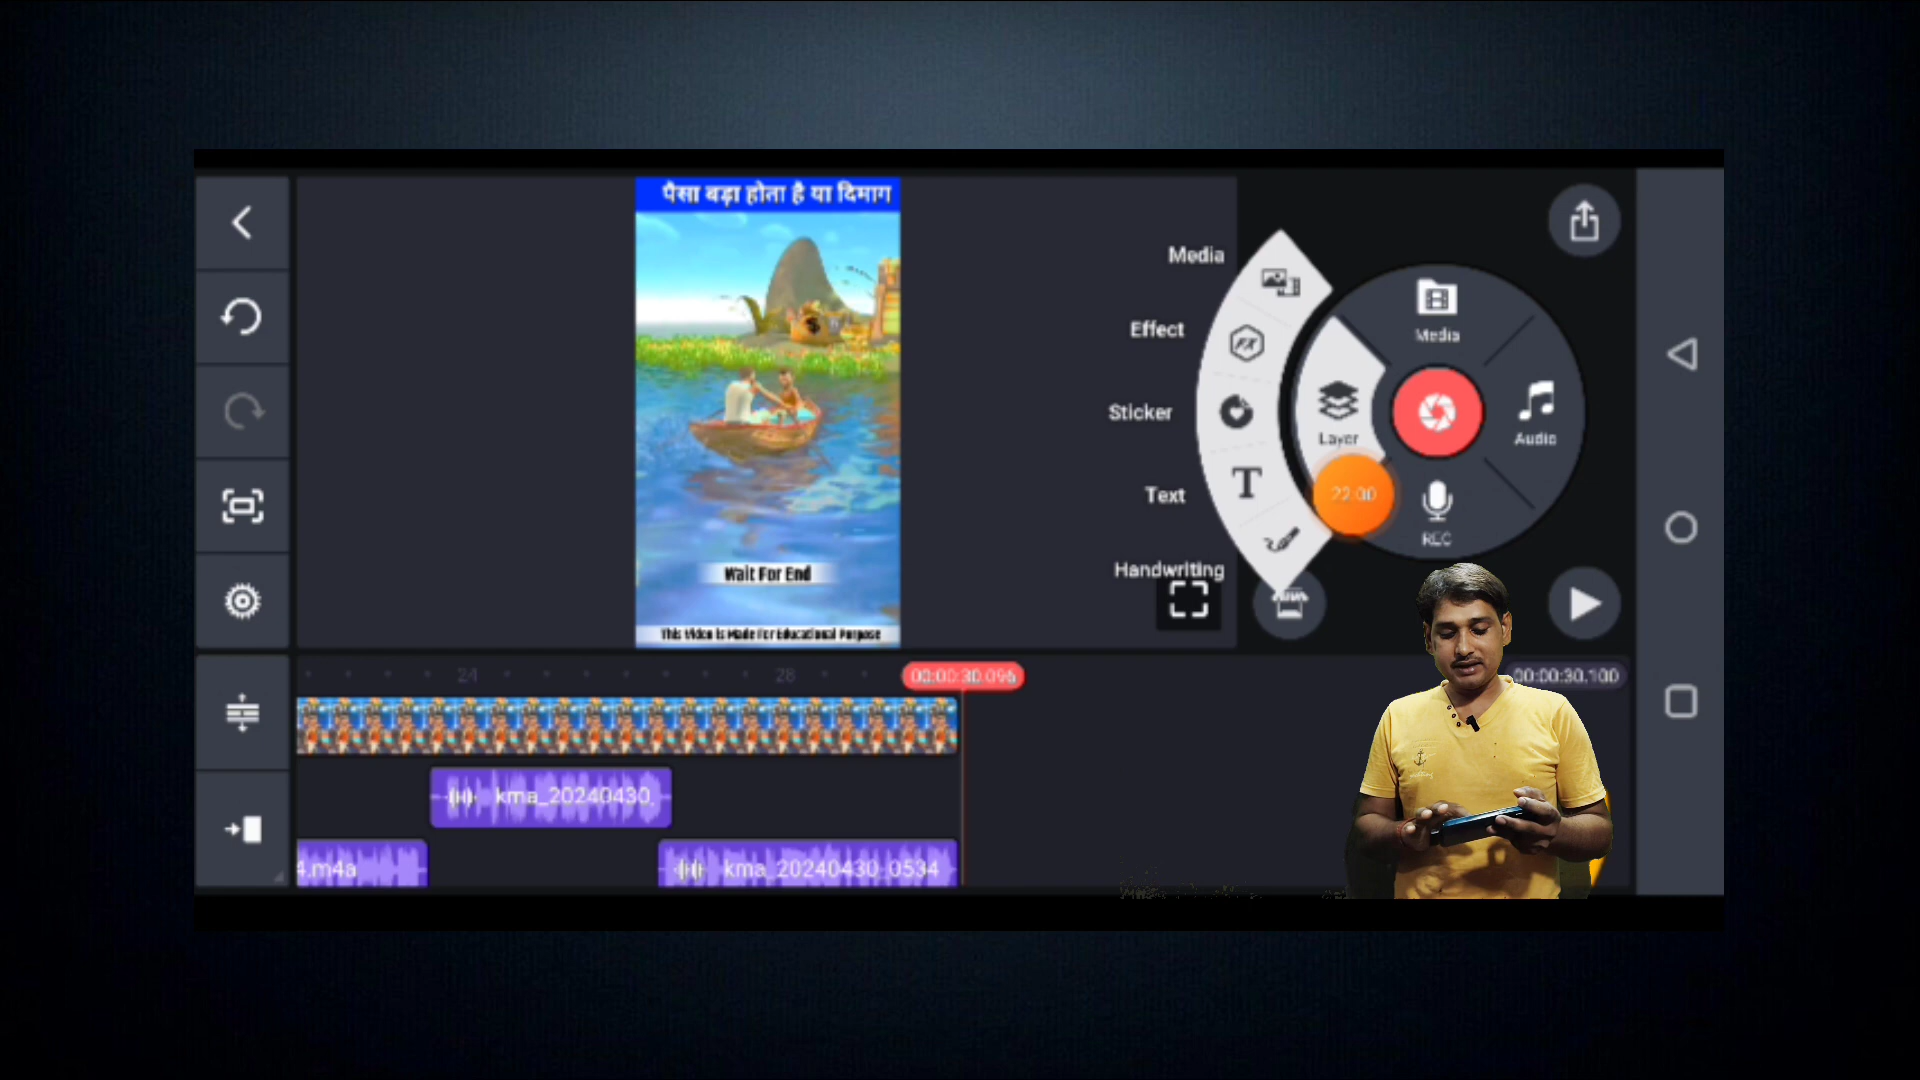 पैसा बड़ा होता है या दिमाग
Media
Effect
Sticker
Text
Handwriting
FX
T
Media
Layer
Audio
REC
22:00
Wait For End
This Video is Made For Educational Purpose
24
28
00:00:30.096
00:00:30.100
kma_20240430_
4.m4a
kma_20240430_0534